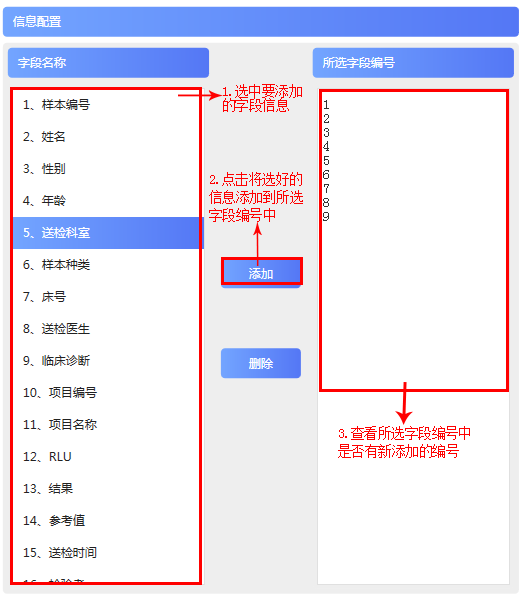 信息配置
字段名称
所选字段编号
1、样本编号
2、姓名
3、性别
4、年龄
5、送检科室
6、样本种类
7、床号
8、送检医生
9、临床诊断
10、项目编号
11、项目名称
12、RLU
13、结果
14、参考值
15、送检时间
1.选中要添加
的字段信息
2.点击将选好的
信息添加到所选
字段编号中
添加
删除
1
2
3
4
5
6
7
8
9
3.查看所选字段编号中
是否有新添加的编号